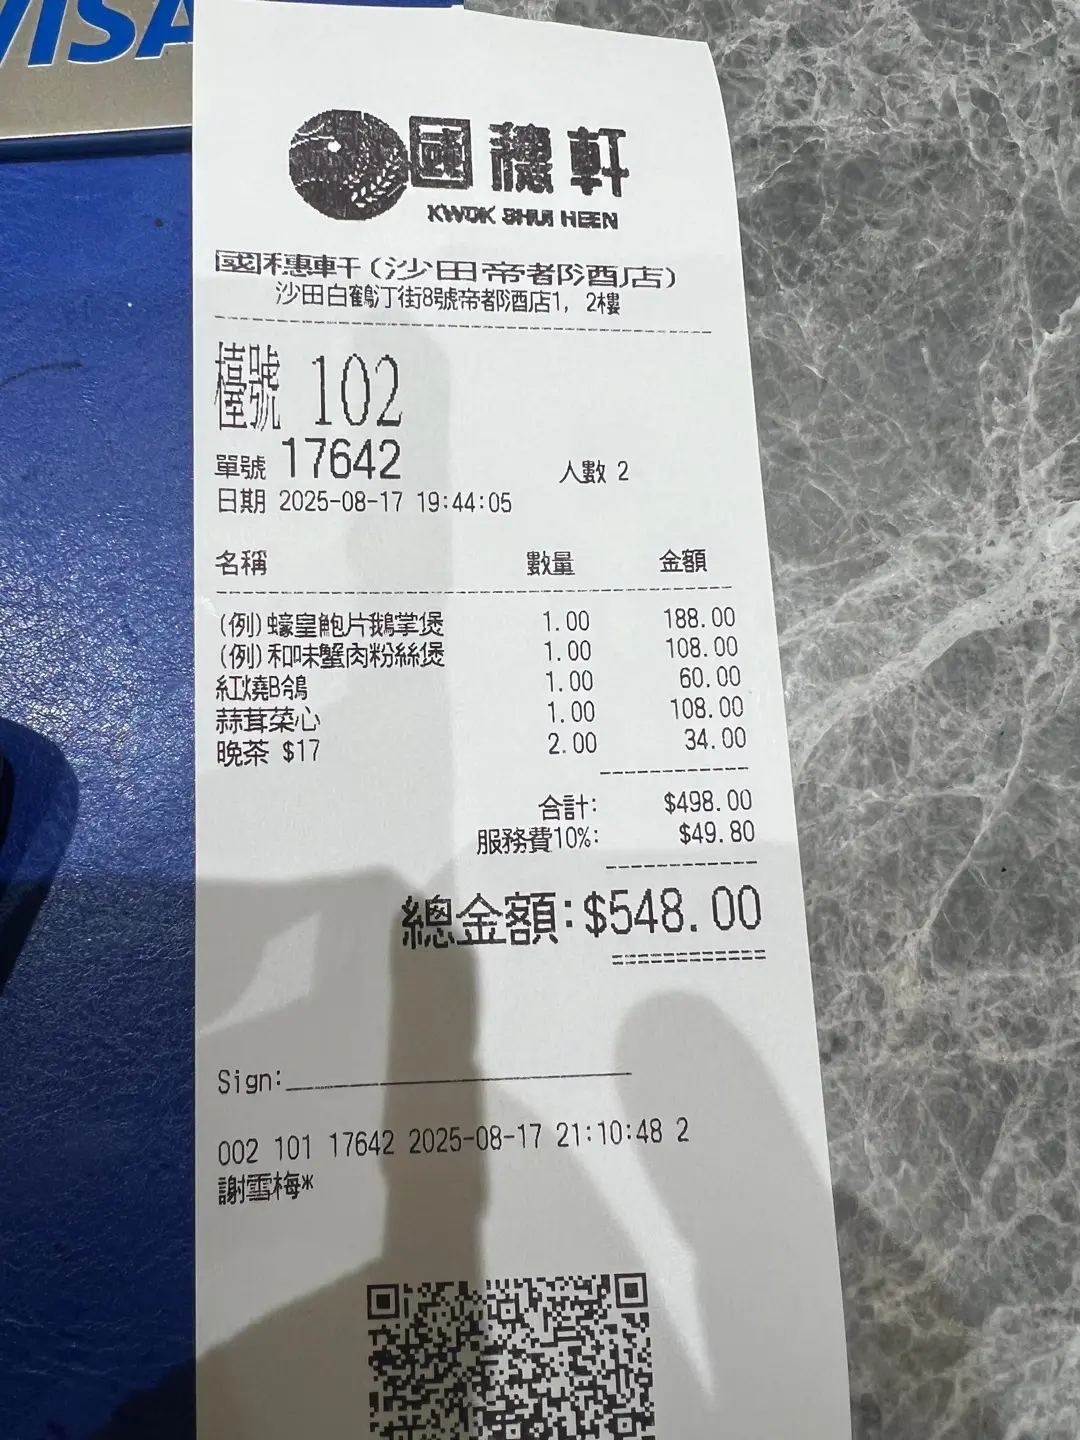 VISA
國穗軒
KWOK SHUI HEEN
國穗軒(沙田帝都酒店)
沙田白鶴汀街8號帝都酒店1, 2樓
檯號 102
單號 17642 人數 2
日期 2025-08-17 19:44:05
名稱 數量 金額
(例)蠔皇鮑片鵝掌煲 1.00 188.00
(例)和味蟹肉粉絲煲 1.00 108.00
紅燒B鴿 1.00 60.00
蒜茸菜心 1.00 108.00
晚茶 $17 2.00 34.00
合計: $498.00
服務費10%: $49.80
總金額:$548.00
Sign:
002 101 17642 2025-08-17 21:10:48 2
謝雪梅*